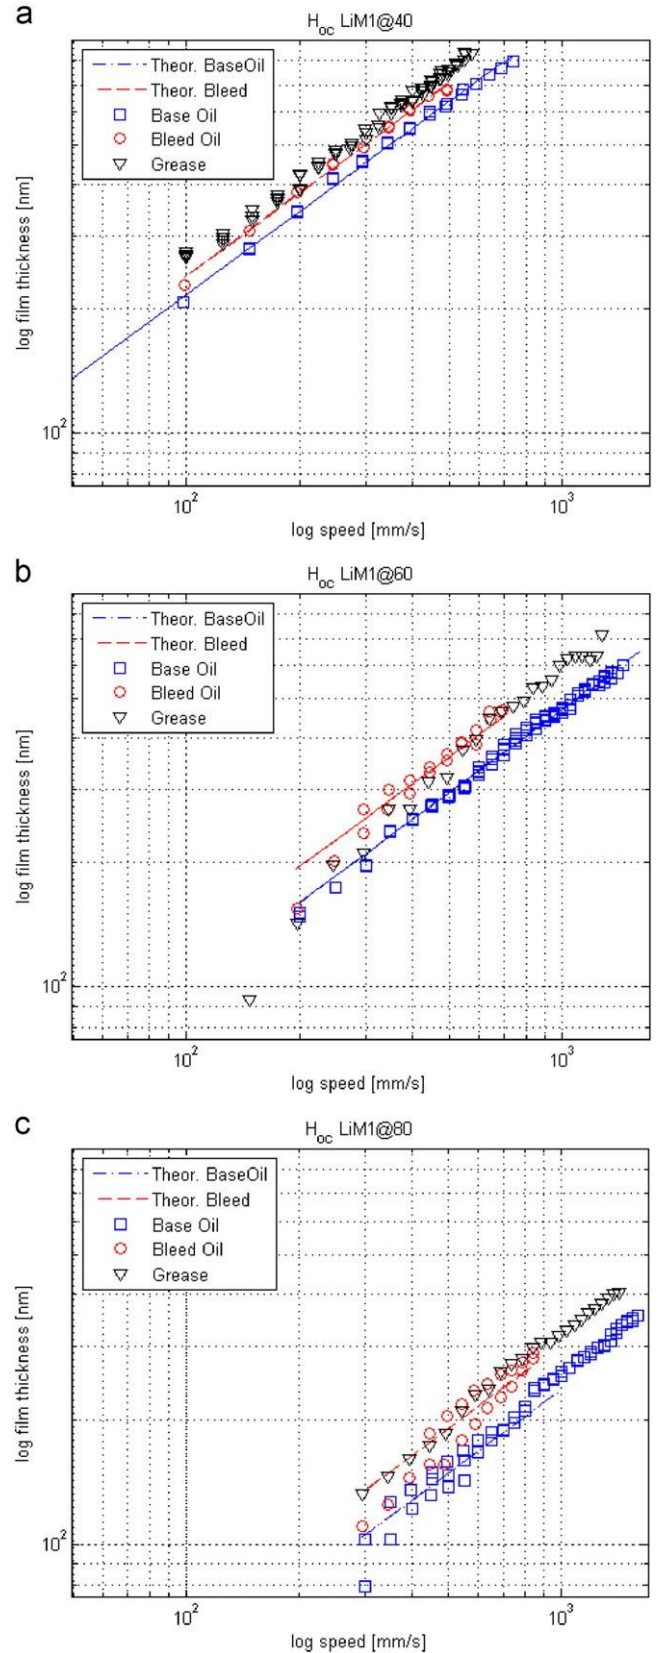 a
H_oc LiM1@40
Theor. BaseOil
Theor. Bleed
Base Oil
Bleed Oil
Grease
log film thickness [nm]
10^2
10^2
10^3
log speed [mm/s]
b
H_oc LiM1@60
Theor. BaseOil
Theor. Bleed
Base Oil
Bleed Oil
Grease
log film thickness [nm]
10^2
10^2
10^3
log speed [mm/s]
c
H_oc LiM1@80
Theor. BaseOil
Theor. Bleed
Base Oil
Bleed Oil
Grease
log film thickness [nm]
10^2
10^2
10^3
log speed [mm/s]